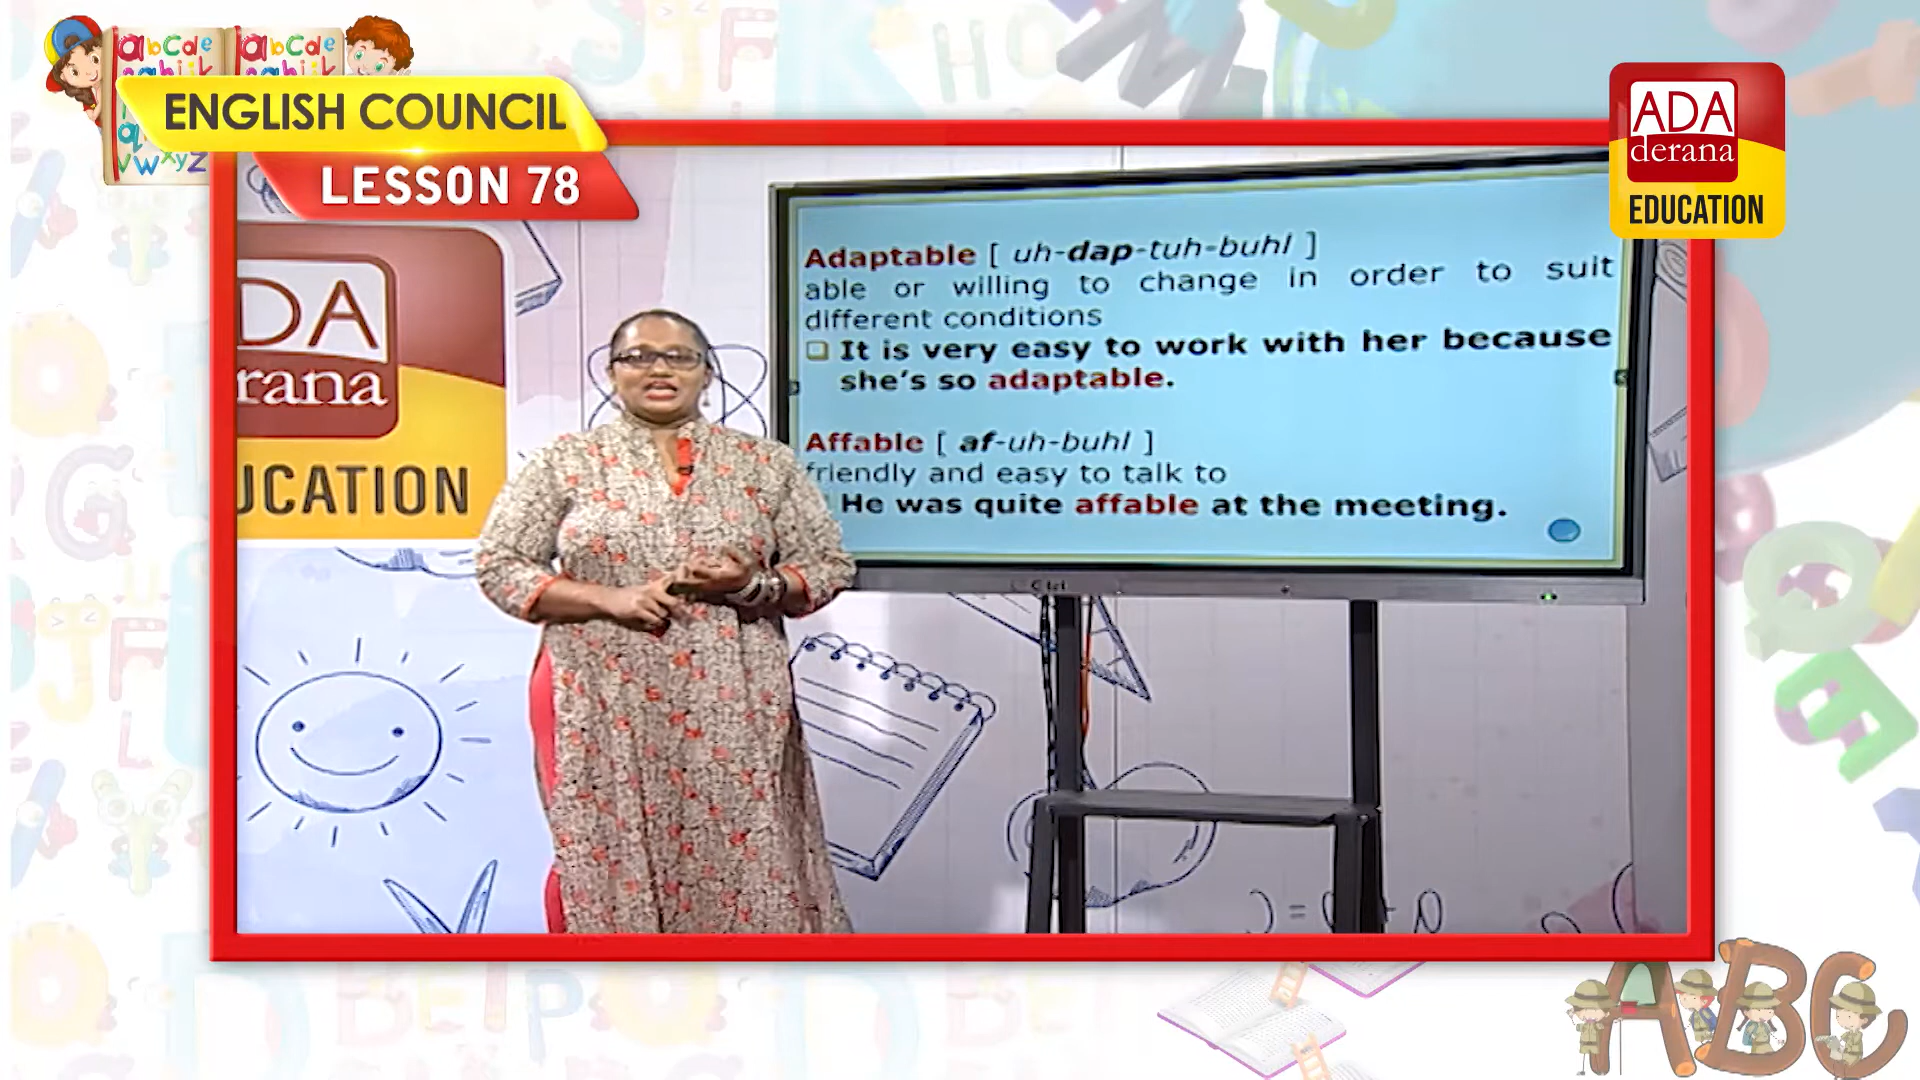 ENGLISH COUNCIL
LESSON 78
ADA
derana
EDUCATION
DA
rana
UCATION
Adaptable [ uh-dap-tuh-buhl ]
able or willing to change in order to suit
different conditions
It is very easy to work with her because
she's so adaptable.
Affable [ af-uh-buhl ]
friendly and easy to talk to
He was quite affable at the meeting.
ABC